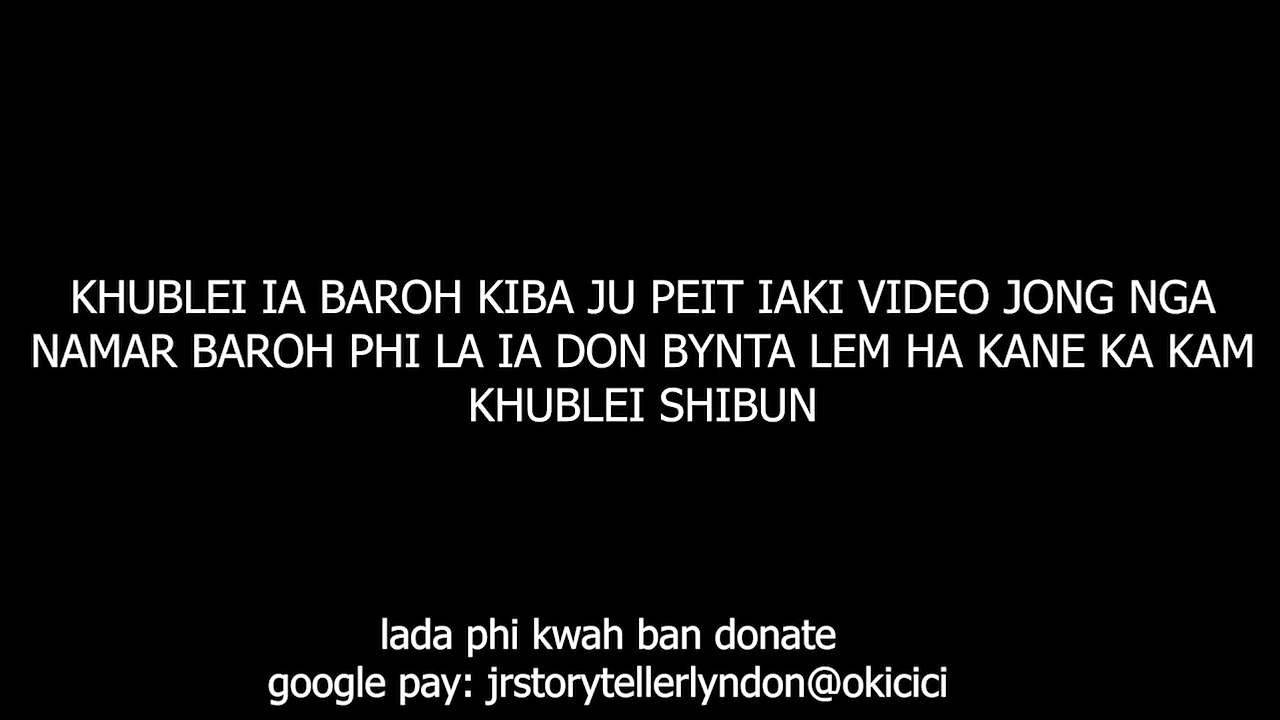 KHUBLEI IA BAROH KIBA JU PEIT IAKI VIDEO JONG NGA
NAMAR BAROH PHI LA IA DON BYNTA LEM HA KANE KA KAM
KHUBLEI SHIBUN
lada phi kwah ban donate
google pay: jrstorytellerlyndon@okicici